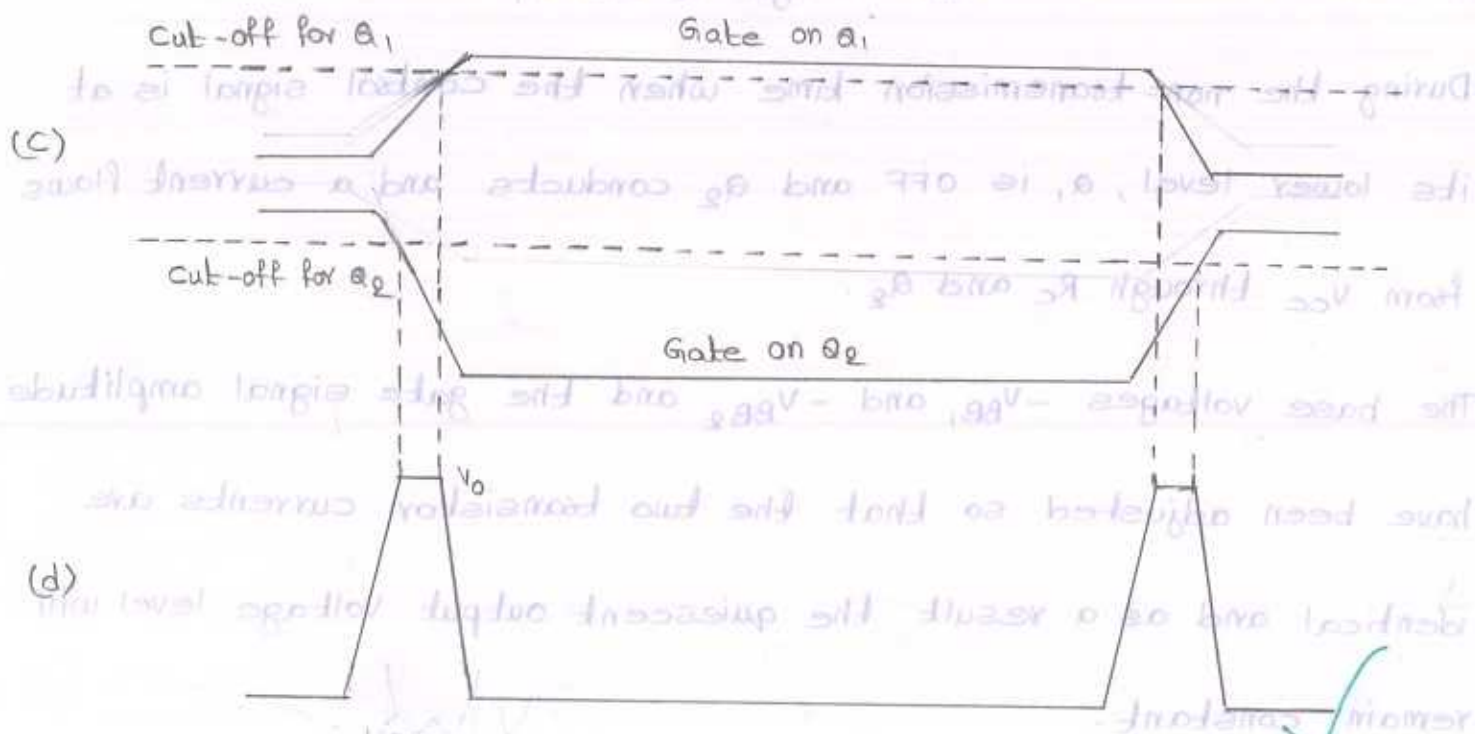 Cut-off for Q₁
Gate on Q₁
During the non transmission time when the control signal is at
(C)
its lower level, Q₁ is OFF and Q₂ conducts and a current flows
Cut-off for Q₂
from VCC through RC and Q₂.
Gate on Q₂
The base voltages -VBB₁ and -VBB₂ and the gate signal amplitude
V₀
have been adjusted so that the two transistor currents are
(d)
identical and as a result the quiescent output voltage level will
remain constant.